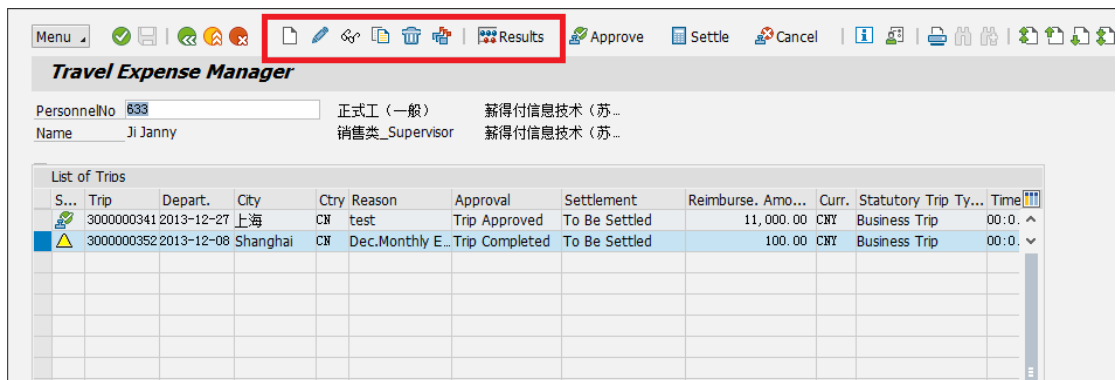 Menu Results Approve Settle Cancel
Travel Expense Manager
PersonnelNo 633 正式工（一般） 薪得付信息技术（苏...
Name Ji Janny 销售类_Supervisor 薪得付信息技术（苏...
List of Trips
S... Trip Depart. City Ctry Reason Approval Settlement Reimburse. Amo... Curr. Statutory Trip Ty... Time
3000000341 2013-12-27 上海 CN test Trip Approved To Be Settled 11,000.00 CNY Business Trip 00:0.
3000000352 2013-12-08 Shanghai CN Dec.Monthly E... Trip Completed To Be Settled 100.00 CNY Business Trip 00:0.